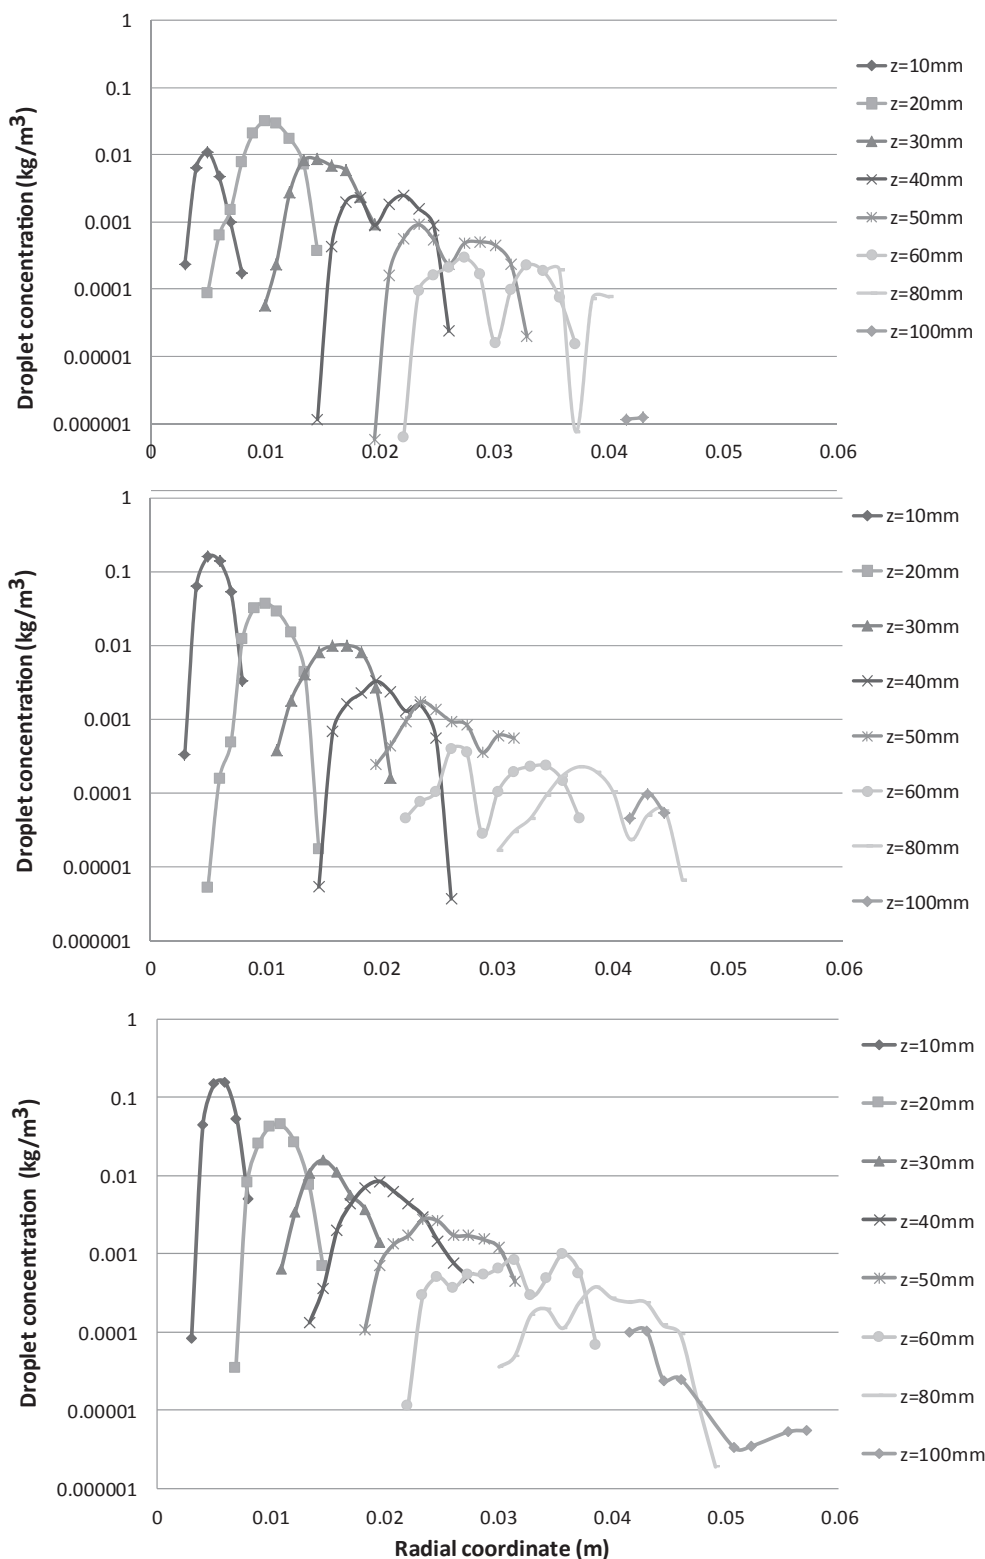 1
0.1
0.01
0.001
0.0001
0.00001
0.000001
0 0.01 0.02 0.03 0.04 0.05 0.06
Droplet concentration (kg/m³)
z=10mm
z=20mm
z=30mm
z=40mm
z=50mm
z=60mm
z=80mm
z=100mm
1
0.1
0.01
0.001
0.0001
0.00001
0.000001
0 0.01 0.02 0.03 0.04 0.05 0.06
Droplet concentration (kg/m³)
z=10mm
z=20mm
z=30mm
z=40mm
z=50mm
z=60mm
z=80mm
z=100mm
1
0.1
0.01
0.001
0.0001
0.00001
0.000001
0 0.01 0.02 0.03 0.04 0.05 0.06
Droplet concentration (kg/m³)
Radial coordinate (m)
z=10mm
z=20mm
z=30mm
z=40mm
z=50mm
z=60mm
z=80mm
z=100mm